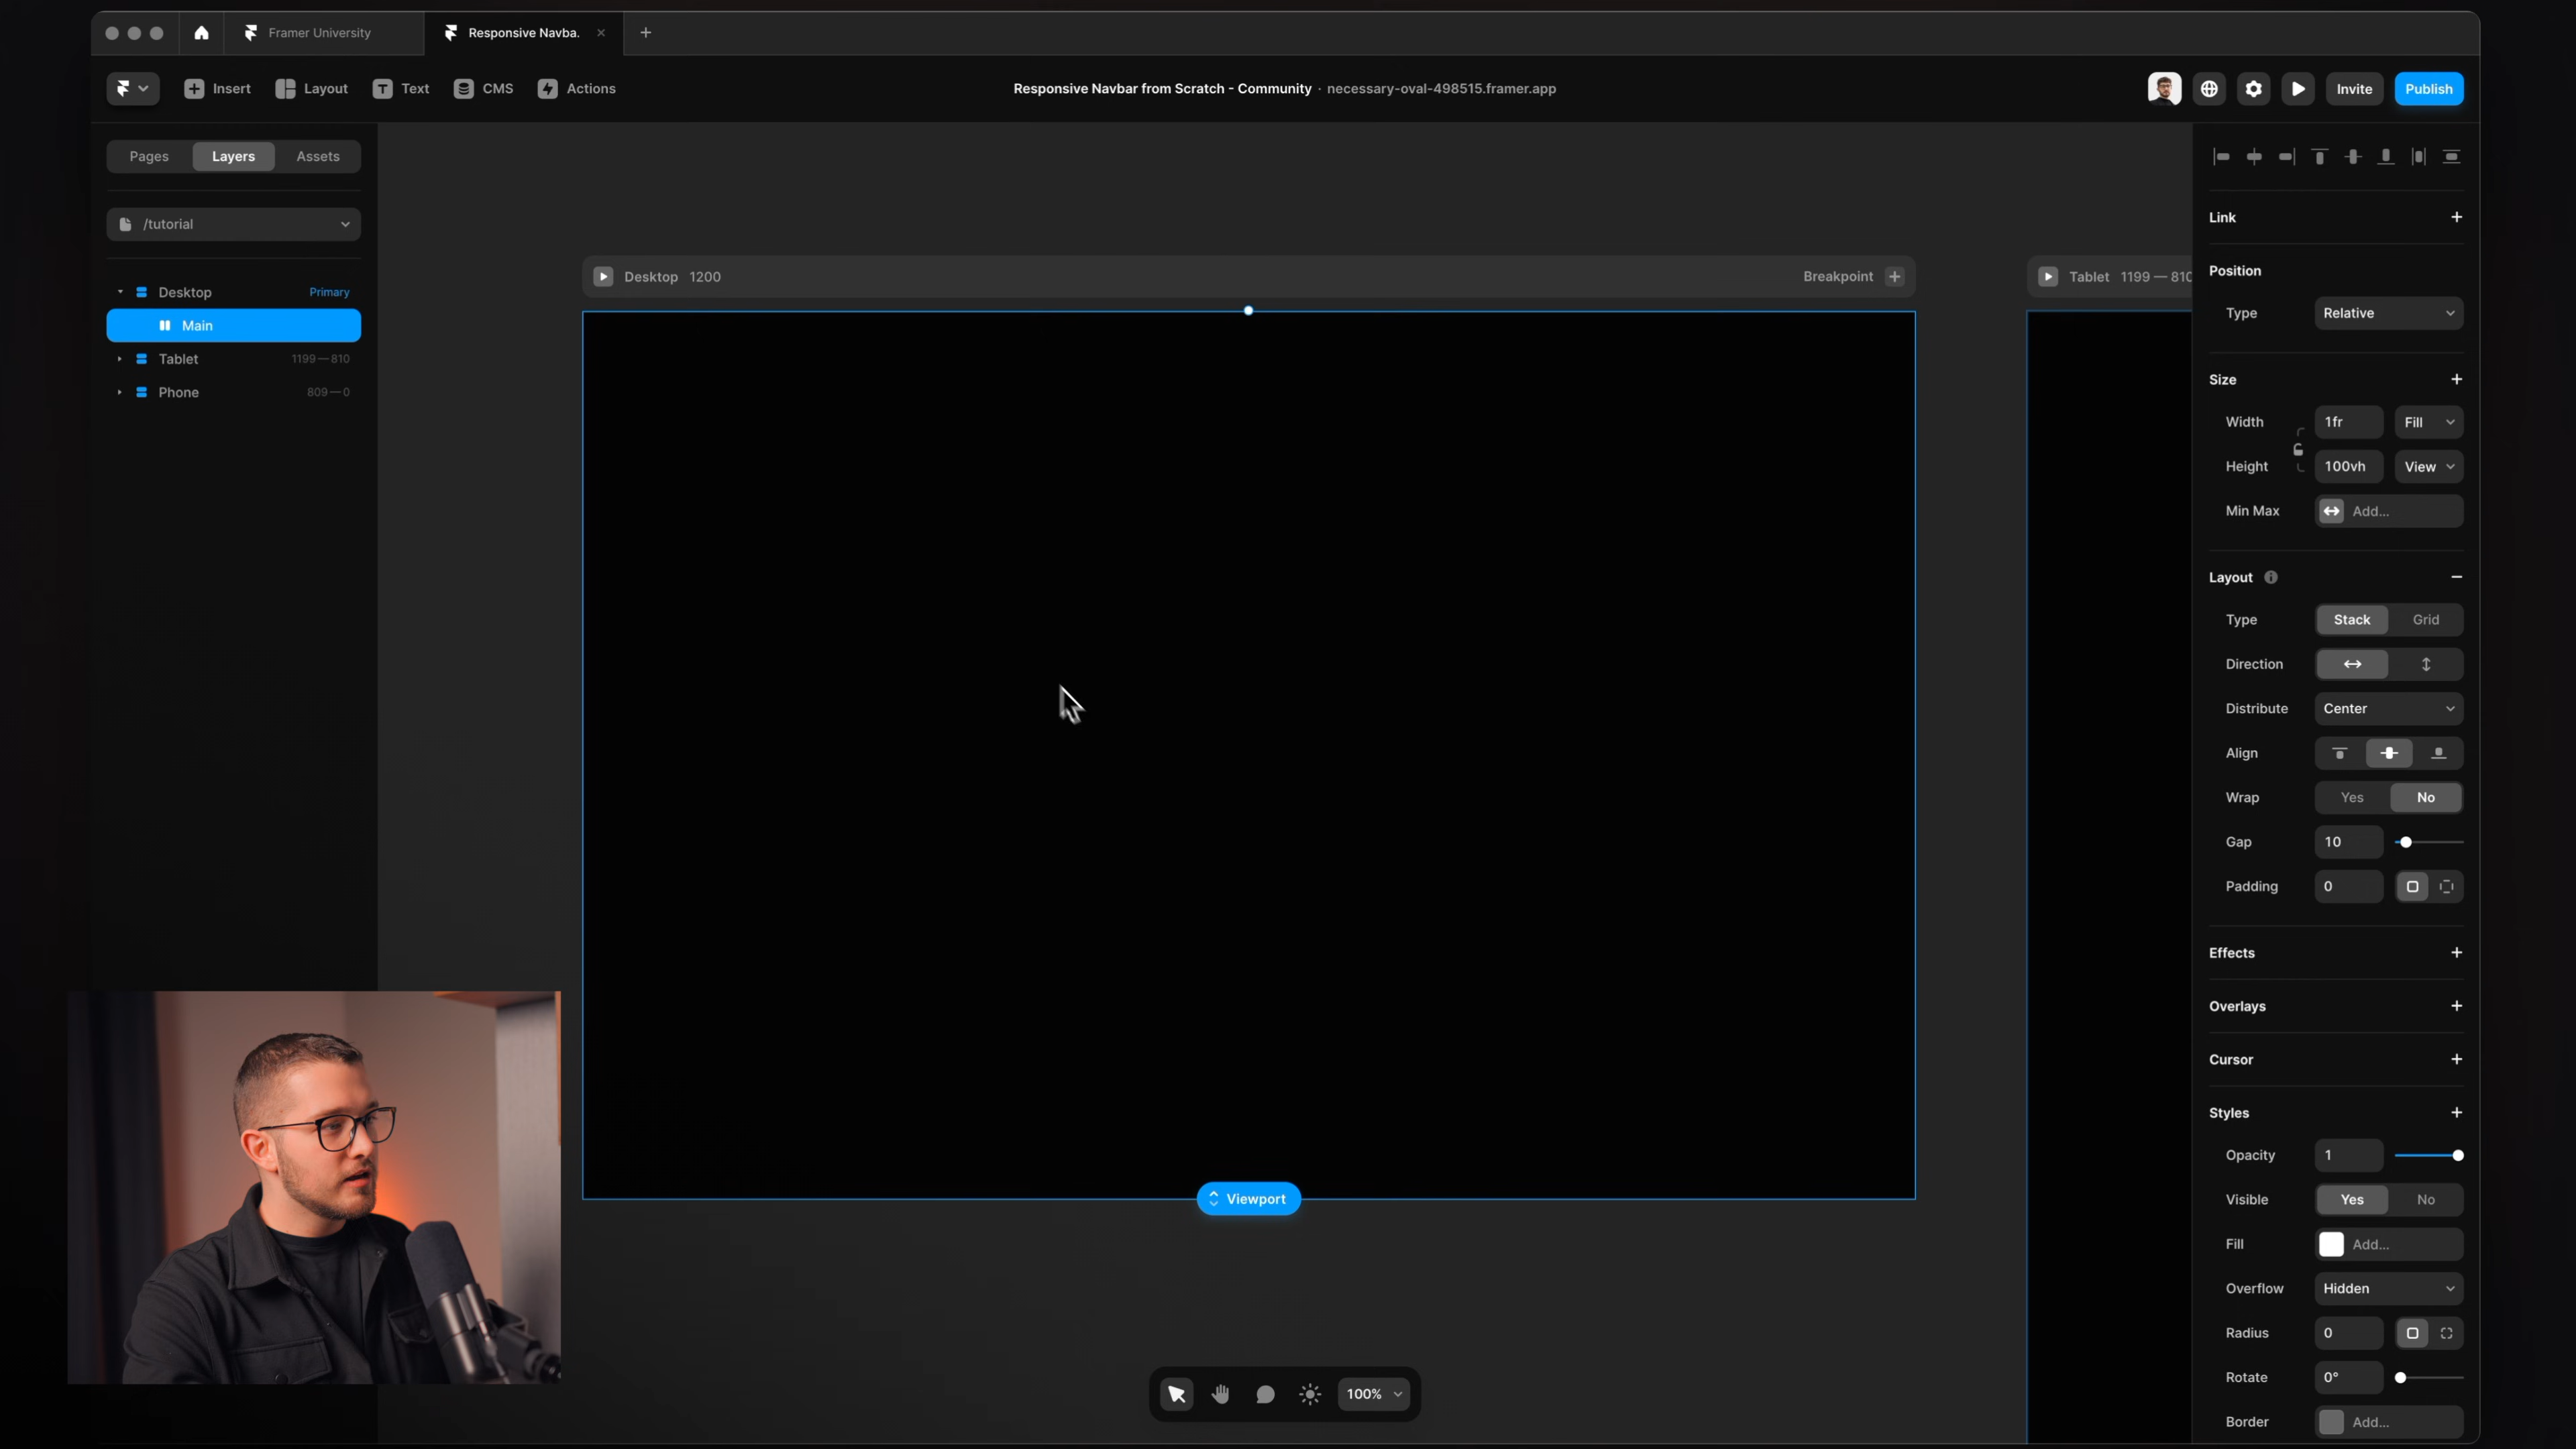 Framer University
Responsive Navba.
Insert
Layout
Text
CMS
Actions
Responsive Navbar from Scratch - Community · necessary-oval-498515.framer.app
Invite
Publish
Pages
Layers
Assets
/tutorial
Desktop
Primary
Main
Tablet
1199—810
Phone
809—0
Desktop 1200
Breakpoint
Tablet 1199 — 810
Viewport
100%
Link
Position
Type
Relative
Size
Width
1fr
Fill
Height
100vh
View
Min Max
Add...
Layout
Type
Stack
Grid
Direction
Distribute
Center
Align
Wrap
Yes
No
Gap
10
Padding
0
Effects
Overlays
Cursor
Styles
Opacity
1
Visible
Yes
No
Fill
Add...
Overflow
Hidden
Radius
0
Rotate
0°
Border
Add...